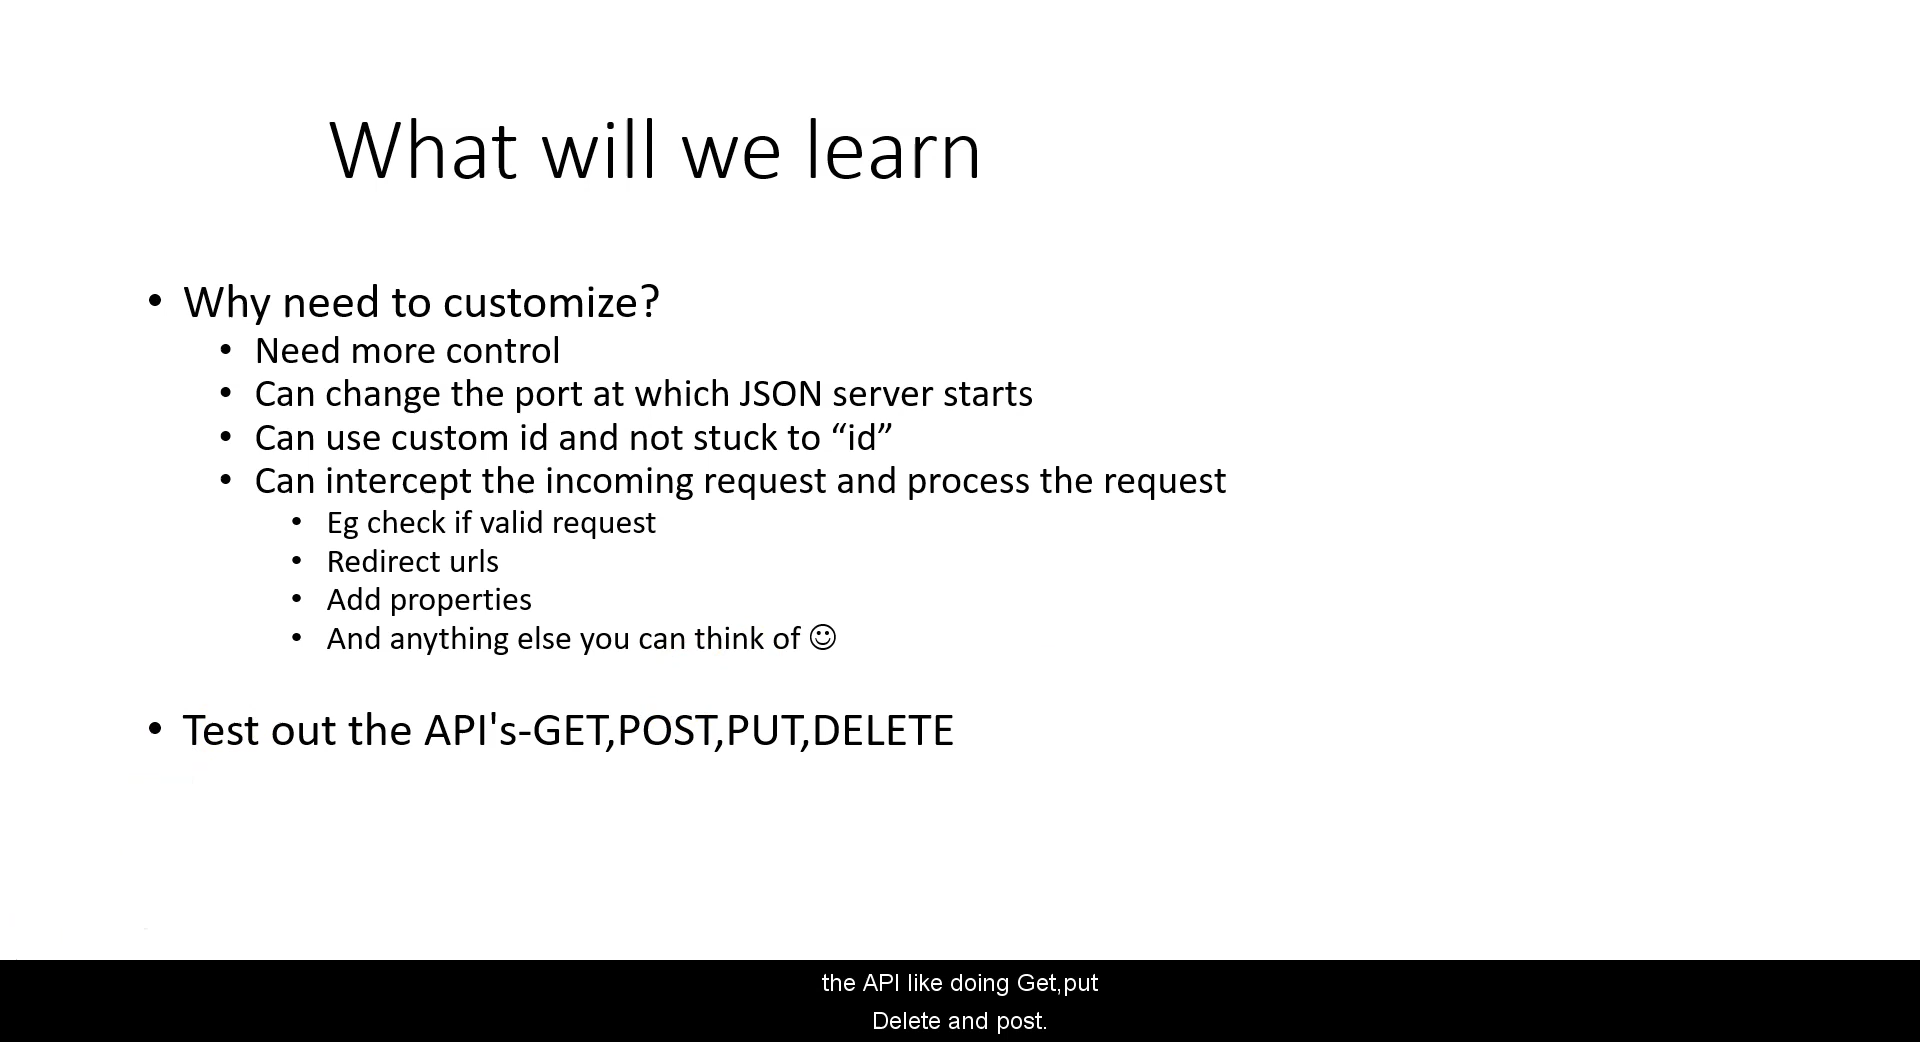 What will we learn
• Why need to customize?
• Need more control
• Can change the port at which JSON server starts
• Can use custom id and not stuck to “id”
• Can intercept the incoming request and process the request
• Eg check if valid request
• Redirect urls
• Add properties
• And anything else you can think of ☺
• Test out the API's-GET,POST,PUT,DELETE
the API like doing Get,put
Delete and post.